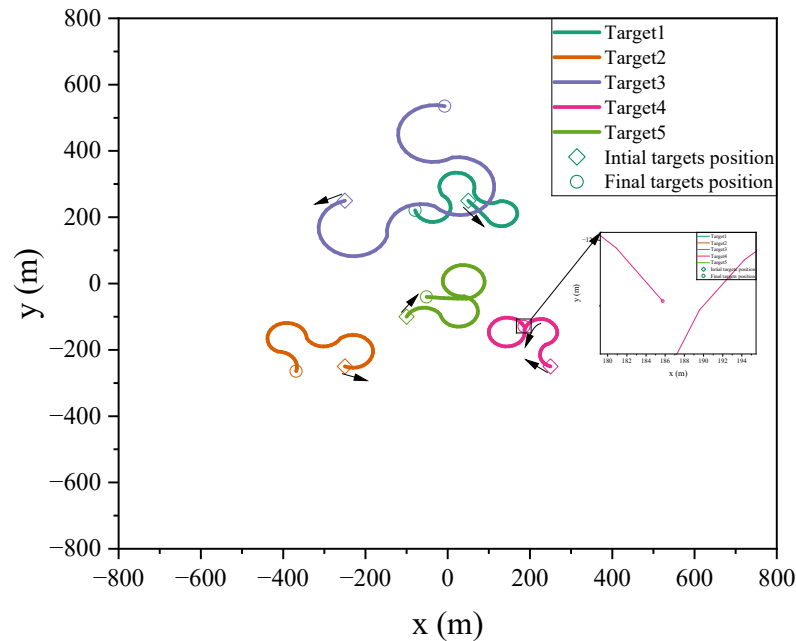 800
600
400
200
0
−200
−400
−600
−800
y (m)
−800
−600
−400
−200
0
200
400
600
800
x (m)
Target1
Target2
Target3
Target4
Target5
Intial targets position
Final targets position
Target1
Target2
Target3
Target4
Target5
Intial targets position
Final targets position
y (m)
180
182
184
186
188
190
192
194
x (m)